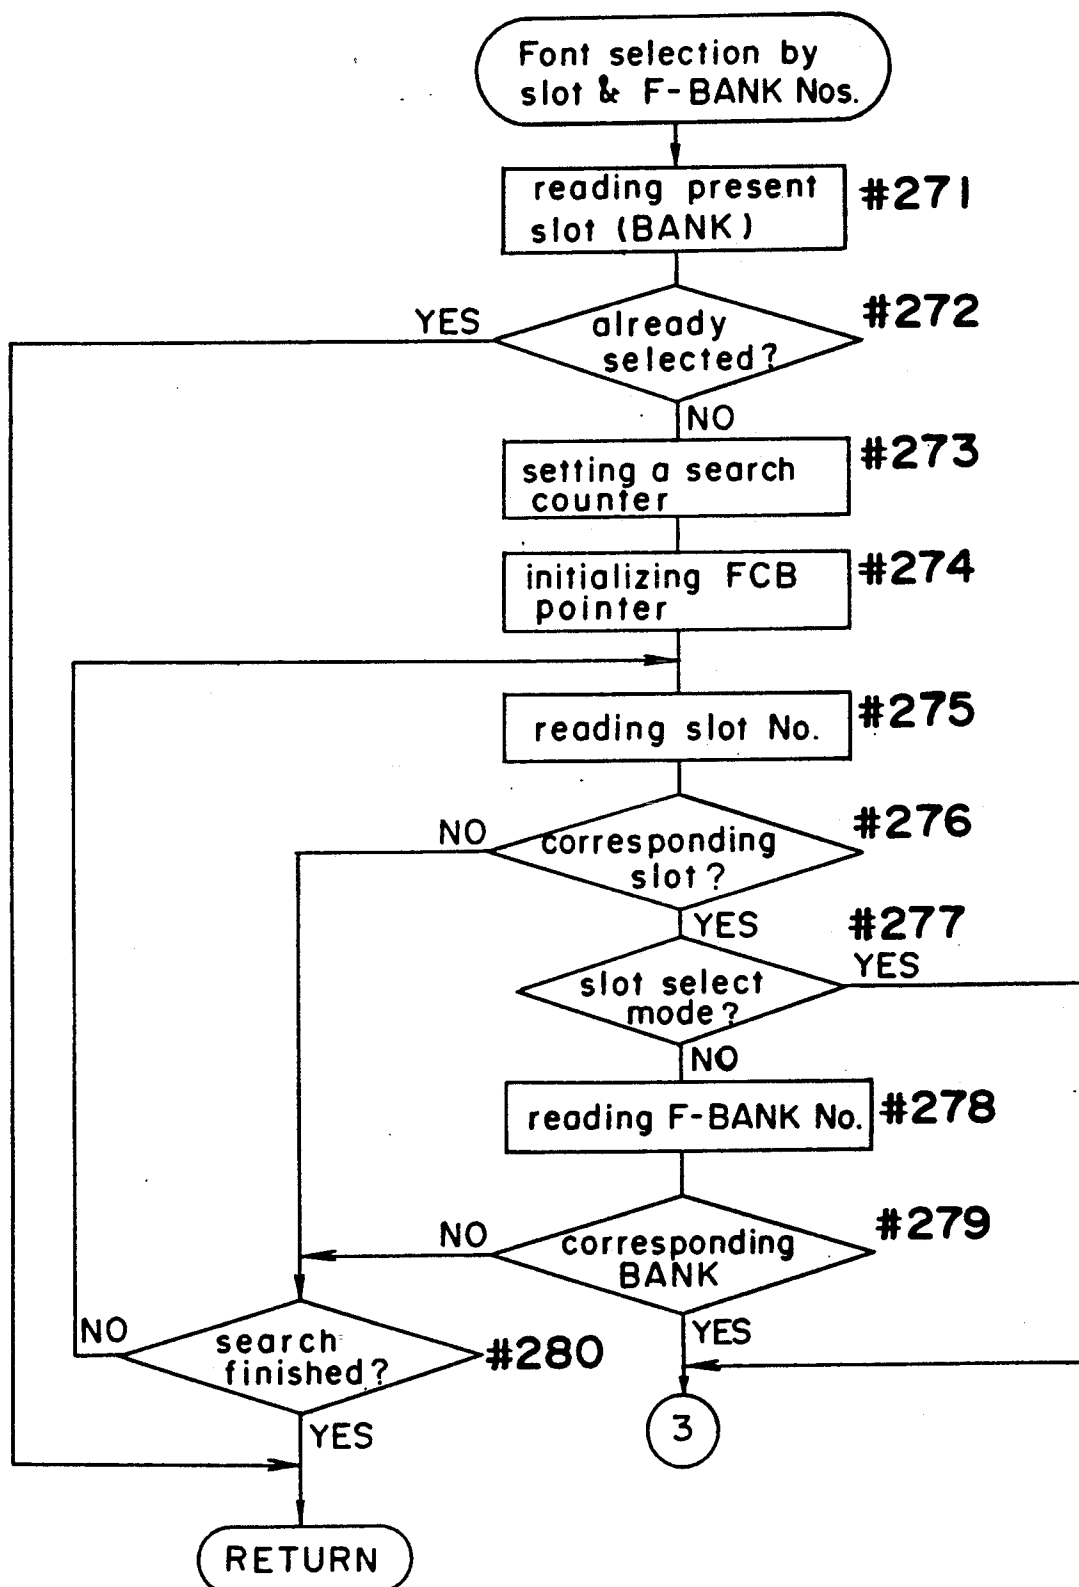 Font selection by
slot & F-BANK Nos.
reading present
slot (BANK)
#271
YES
already
selected?
#272
NO
setting a search
counter
#273
initializing FCB
pointer
#274
reading slot No.
#275
NO
corresponding
slot?
#276
YES
#277
slot select
mode?
YES
NO
reading F-BANK No.
#278
NO
corresponding
BANK
#279
YES
NO
search
finished?
#280
YES
3
RETURN